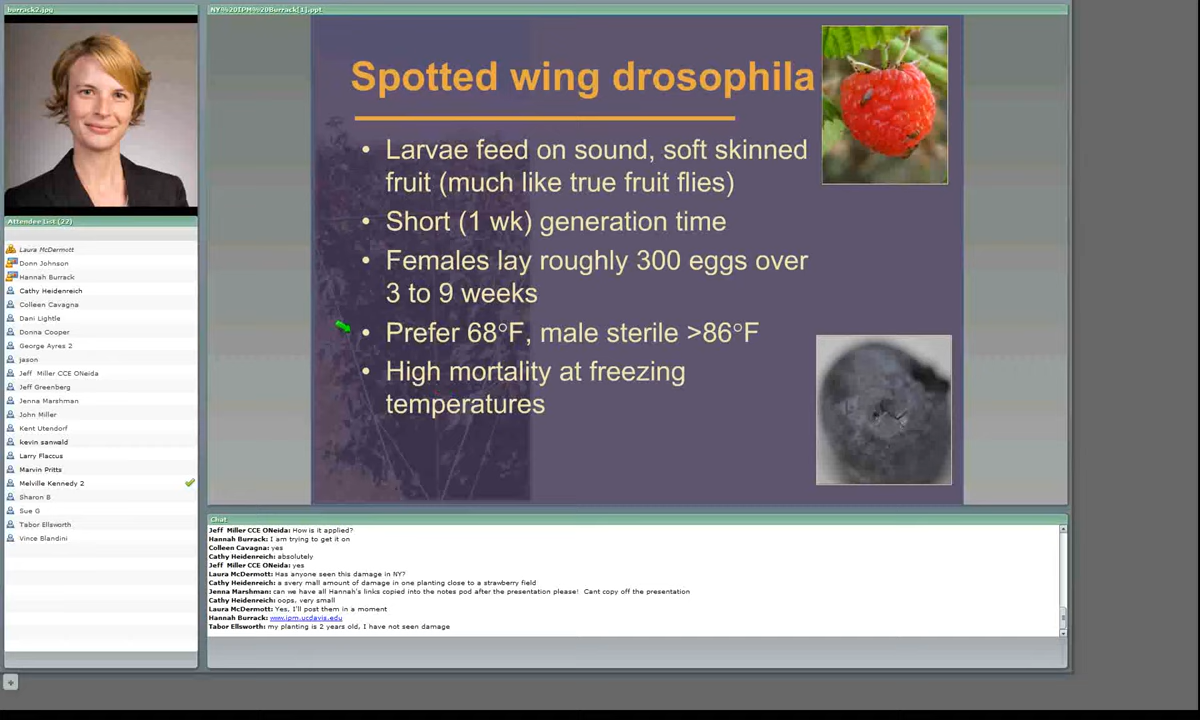 burrack2.jpg
NY%20IPM%20Burrack[1].ppt
Spotted wing drosophila
• Larvae feed on sound, soft skinned
fruit (much like true fruit flies)
• Short (1 wk) generation time
• Females lay roughly 300 eggs over
3 to 9 weeks
• Prefer 68°F, male sterile >86°F
• High mortality at freezing
temperatures
Attendee List (22)
Laura McDermott
Donn Johnson
Hannah Burrack
Cathy Heidenreich
Colleen Cavagna
Dani Lightle
Donna Cooper
George Ayres 2
jason
Jeff Miller CCE ONeida
Jeff Greenberg
Jenna Marshman
John Miller
Kent Utendorf
kevin sanwald
Larry Flaccus
Marvin Pritts
Melville Kennedy 2
Sharon B
Sue G
Tabor Ellsworth
Vince Blandini
Chat
Jeff Miller CCE ONeida: How is it applied?
Hannah Burrack: I am trying to get it on
Colleen Cavagna: yes
Cathy Heidenreich: absolutely
Jeff Miller CCE ONeida: yes
Laura McDermott: Has anyone seen this damage in NY?
Cathy Heidenreich: a svery mall amount of damage in one planting close to a strawberry field
Jenna Marshman: can we have all Hannah's links copied into the notes pod after the presentation please! Cant copy off the presentation
Cathy Heidenreich: oops, very small
Laura McDermott: Yes, I'll post them in a moment
Hannah Burrack: www.ipm.ucdavis.edu
Tabor Ellsworth: my planting is 2 years old, I have not seen damage